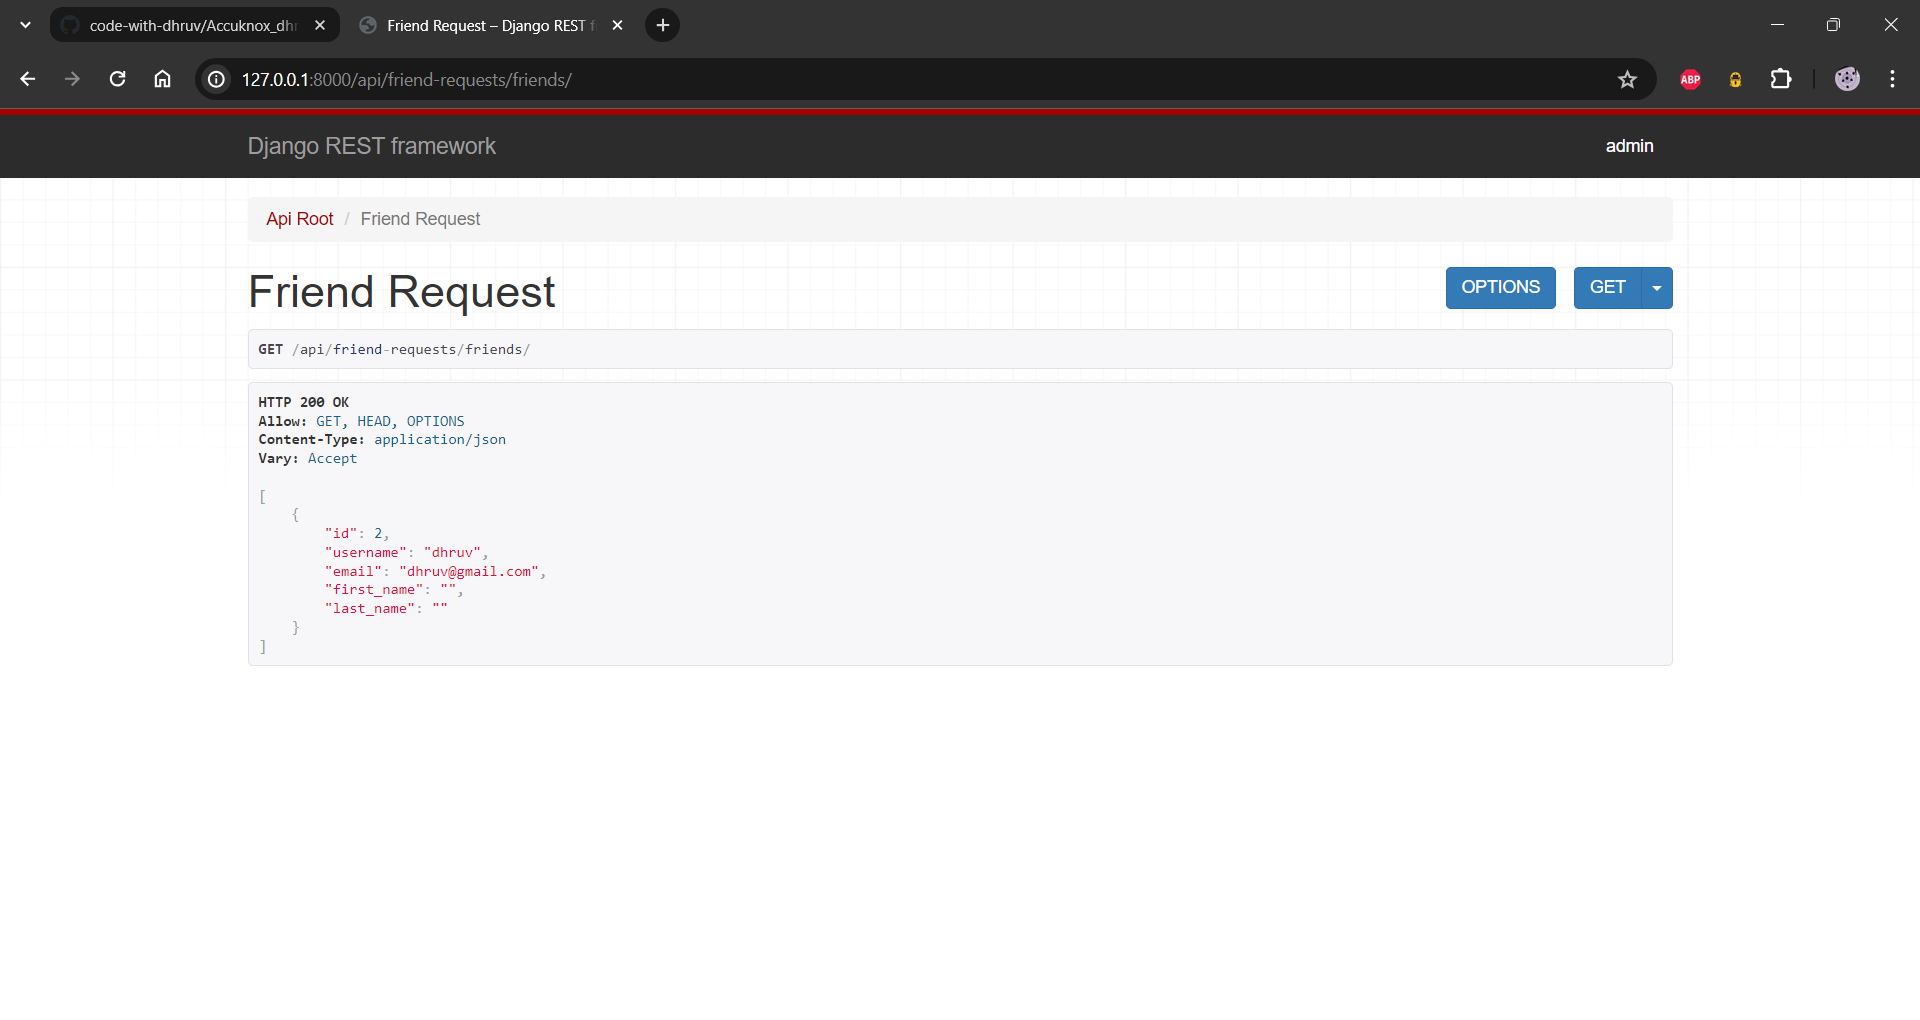 code-with-dhruv/Accuknox_dhr
Friend Request – Django REST f
127.0.0.1:8000/api/friend-requests/friends/
ABP
Django REST framework
admin
Api Root / Friend Request
Friend Request
OPTIONS
GET
GET /api/friend-requests/friends/
HTTP 200 OK
Allow: GET, HEAD, OPTIONS
Content-Type: application/json
Vary: Accept
[
    {
        "id": 2,
        "username": "dhruv",
        "email": "dhruv@gmail.com",
        "first_name": "",
        "last_name": ""
    }
]